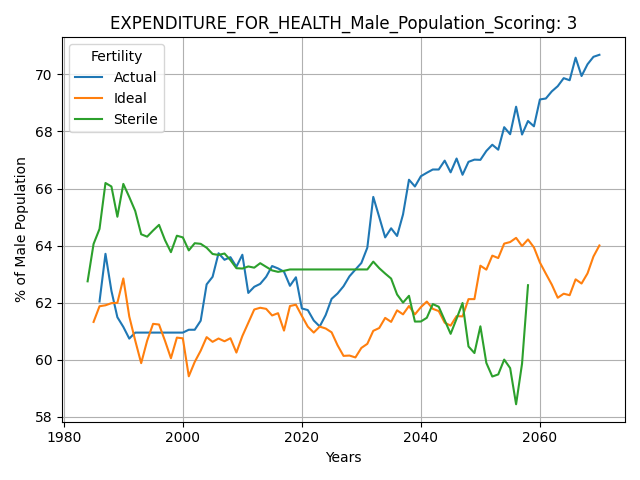 EXPENDITURE_FOR_HEALTH_Male_Population_Scoring: 3
Fertility
Actual
Ideal
Sterile
% of Male Population
70
68
66
64
62
60
58
1980
2000
2020
2040
2060
Years